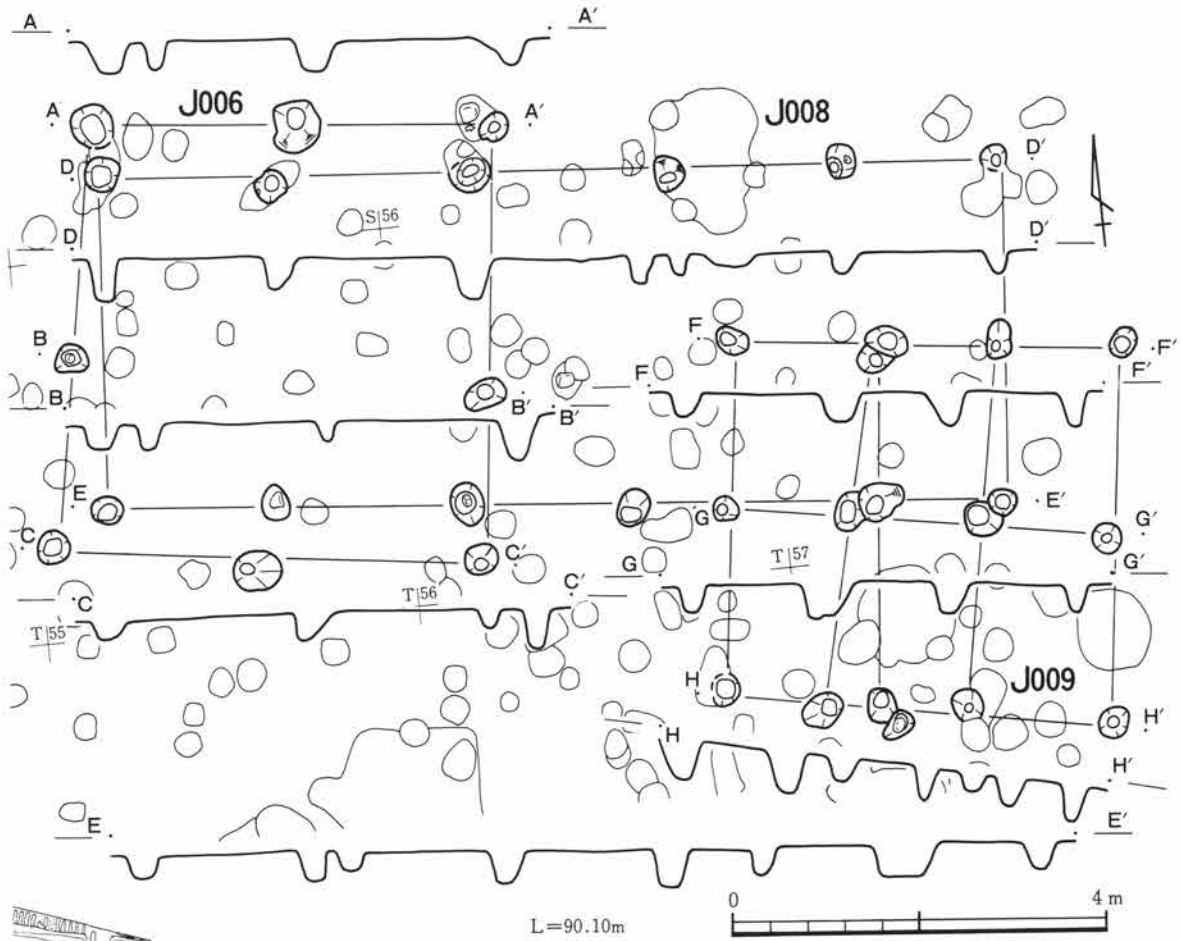 A A′
J006 J008
A A′
D D′
S|56
D D′
B F F′
B′ F F′
B B′
E E′
C C′ G G′
T|57
C T|56 C′ G G′
T|55
H J009
H′
H
H′
E E′
L=90.10m
0 4 m